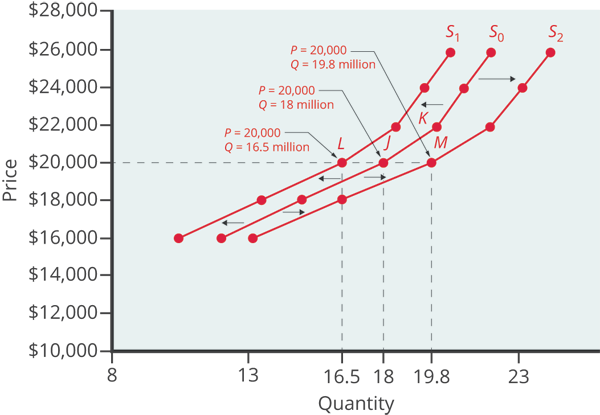 $28,000
$26,000
$24,000
$22,000
$20,000
$18,000
$16,000
$14,000
$12,000
$10,000
Price
S1 S0 S2
P = 20,000
Q = 19.8 million
P = 20,000
Q = 18 million
P = 20,000
Q = 16.5 million
K
L J M
8 13 16.5 18 19.8 23
Quantity